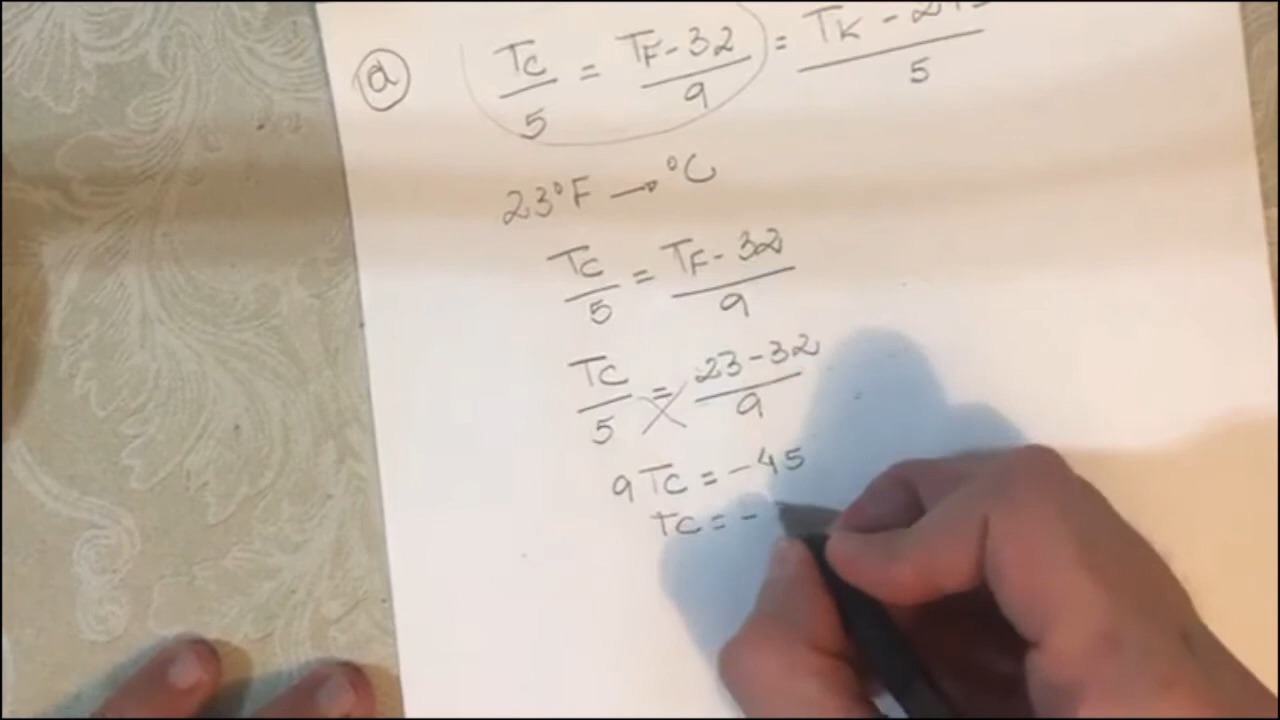 a) TC/5 = TF - 32/9 = TK - 273/5
23°F → °C
TC/5 = TF - 32/9
TC/5 = 23 - 32/9
9TC = -45
TC = -